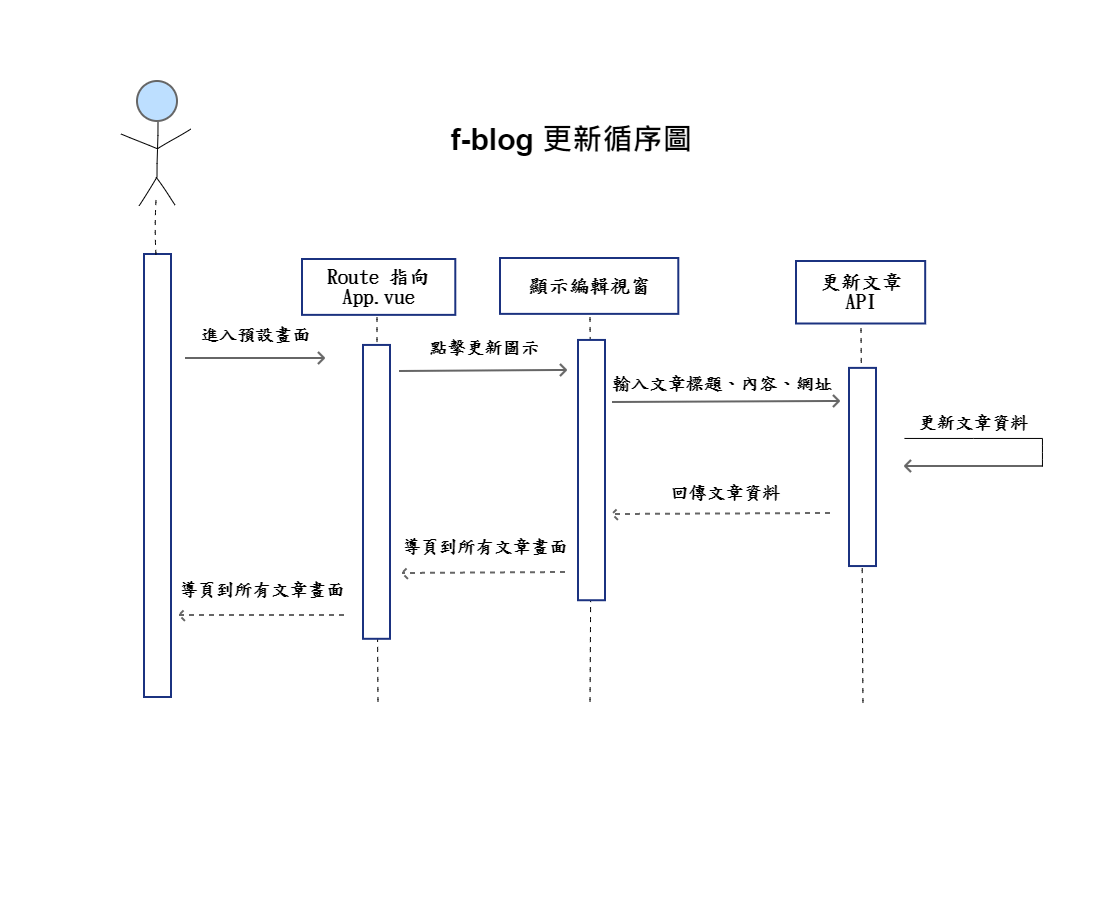 f-blog 更新循序圖
Route 指向
App.vue
顯示編輯視窗
更新文章
API
進入預設畫面
點擊更新圖示
輸入文章標題、內容、網址
更新文章資料
回傳文章資料
導頁到所有文章畫面
導頁到所有文章畫面